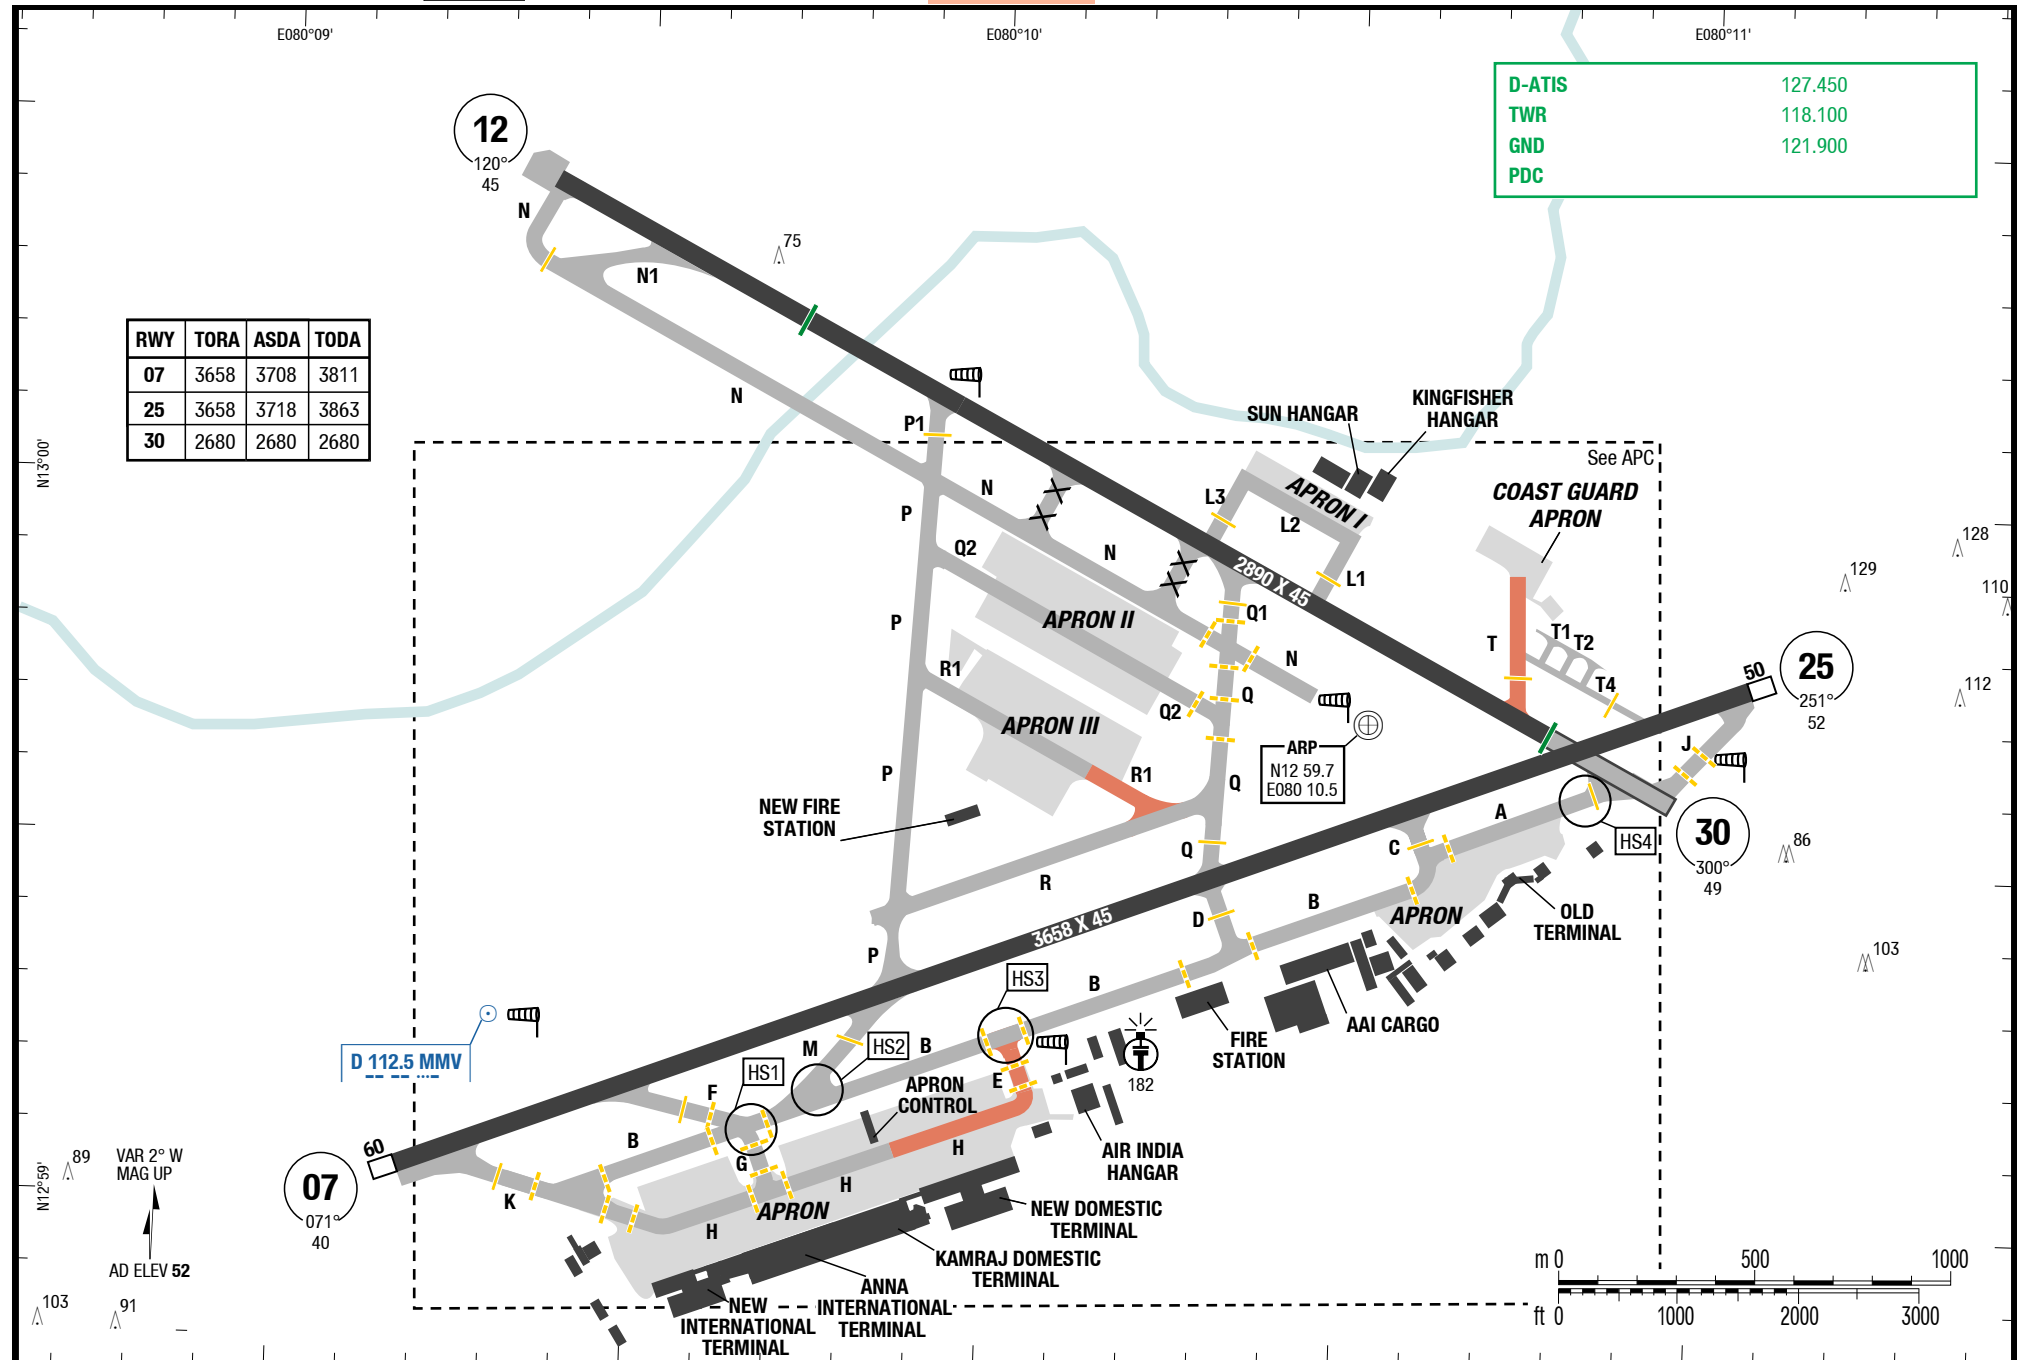 E080°09'
E080°10'
E080°11'
D-ATIS 127.450
TWR 118.100
GND 121.900
PDC
12
120°
45
N
N1
75
RWY TORA ASDA TODA
07 3658 3708 3811
25 3658 3718 3863
30 2680 2680 2680
N
P1
SUN HANGAR
KINGFISHER
HANGAR
See APC
N13°00'
COAST GUARD
APRON
APRON I
L3
L2
L1
N
P
Q2
N
2890 X 45
128
129
110
APRON II
Q1
P
T
T1
T2
T4
N
R1
Q
Q2
50
25
251°
52
112
APRON III
ARP
N12 59.7
E080 10.5
J
P
R1
Q
NEW FIRE
STATION
A
HS4
30
300°
49
86
C
Q
R
B
D
APRON
OLD
TERMINAL
3658 X 45
P
103
HS3
B
D 112.5 MMV
M
HS2
B
AAI CARGO
FIRE
STATION
HS1
182
E
APRON
CONTROL
F
B
60
AIR INDIA
HANGAR
H
G
H
89
VAR 2° W
MAG UP
N12°59'
07
071°
40
K
H
APRON
NEW DOMESTIC
TERMINAL
KAMRAJ DOMESTIC
TERMINAL
AD ELEV 52
ANNA
INTERNATIONAL
TERMINAL
NEW
INTERNATIONAL
TERMINAL
103
91
m 0 500 1000
ft 0 1000 2000 3000